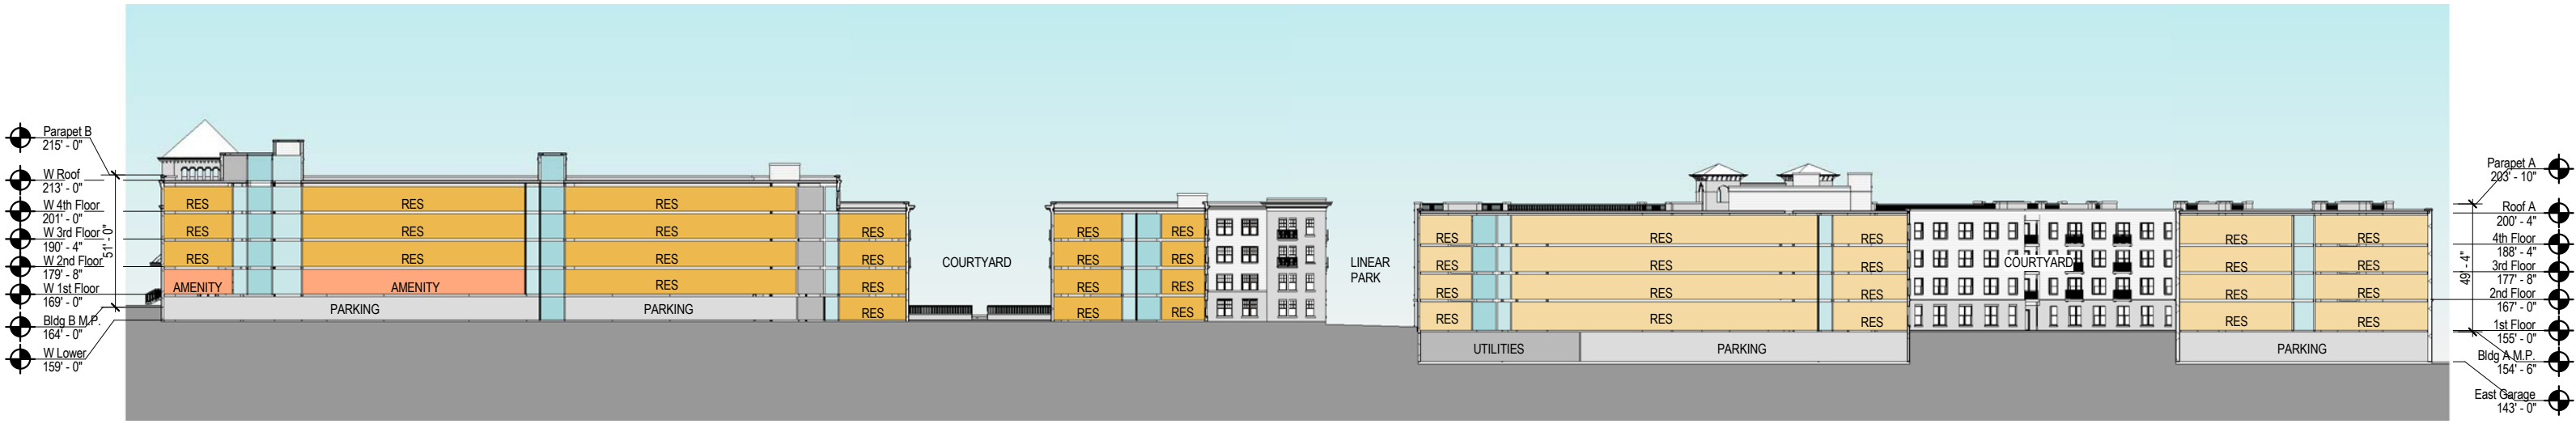 Parapet B
215' - 0"
W Roof
213' - 0"
W 4th Floor
201' - 0"
W 3rd Floor
190' - 4"
W 2nd Floor
179' - 8"
W 1st Floor
169' - 0"
Bldg B M.P.
164' - 0"
W Lower
159' - 0"
51' - 0"
RES RES RES
RES RES RES RES
RES RES RES RES
AMENITY AMENITY RES RES
PARKING PARKING RES
COURTYARD
RES RES
RES RES
RES RES
RES RES
LINEAR
PARK
RES RES RES
RES RES RES
RES RES RES
RES RES RES
UTILITIES PARKING
COURTYARD
RES RES
RES RES
RES RES
RES RES
PARKING
49' - 4"
Parapet A
203' - 10"
Roof A
200' - 4"
4th Floor
188' - 4"
3rd Floor
177' - 8"
2nd Floor
167' - 0"
1st Floor
155' - 0"
Bldg A M.P.
154' - 6"
East Garage
143' - 0"